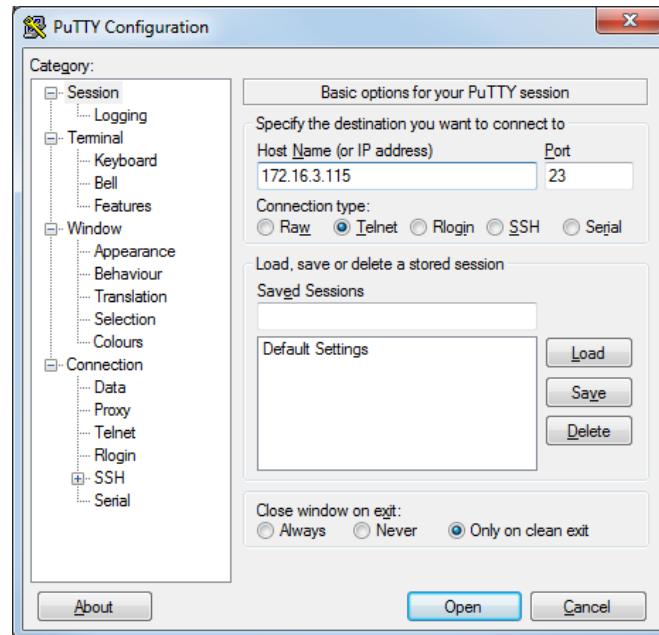 PuTTY Configuration
Category:
Session
Logging
Terminal
Keyboard
Bell
Features
Window
Appearance
Behaviour
Translation
Selection
Colours
Connection
Data
Proxy
Telnet
Rlogin
SSH
Serial
Basic options for your PuTTY session
Specify the destination you want to connect to
Host Name (or IP address) Port
172.16.3.115 23
Connection type:
Raw Telnet Rlogin SSH Serial
Load, save or delete a stored session
Saved Sessions
Default Settings
Load
Save
Delete
Close window on exit:
Always Never Only on clean exit
About Open Cancel